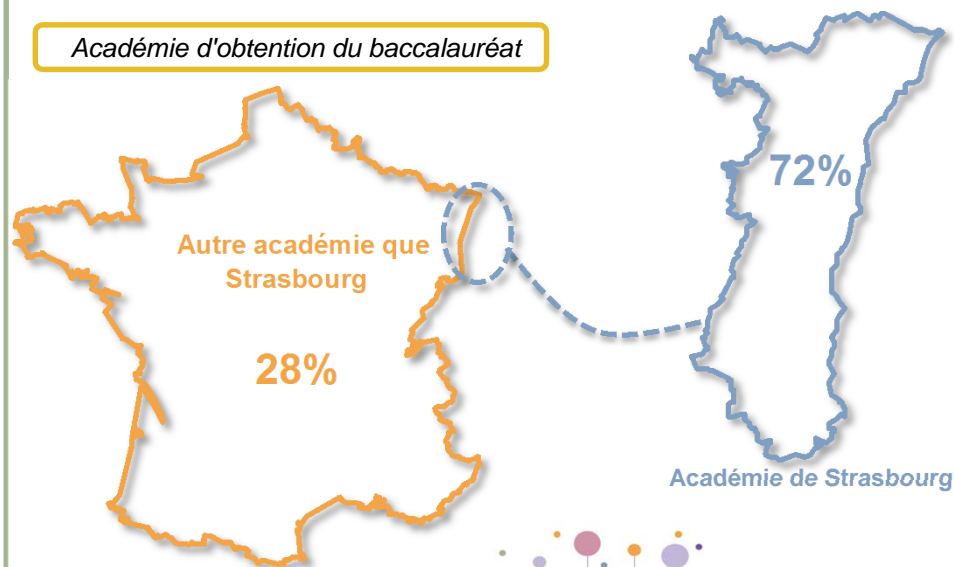 Académie d'obtention du baccalauréat
72%
Autre académie que
Strasbourg
28%
Académie de Strasbourg